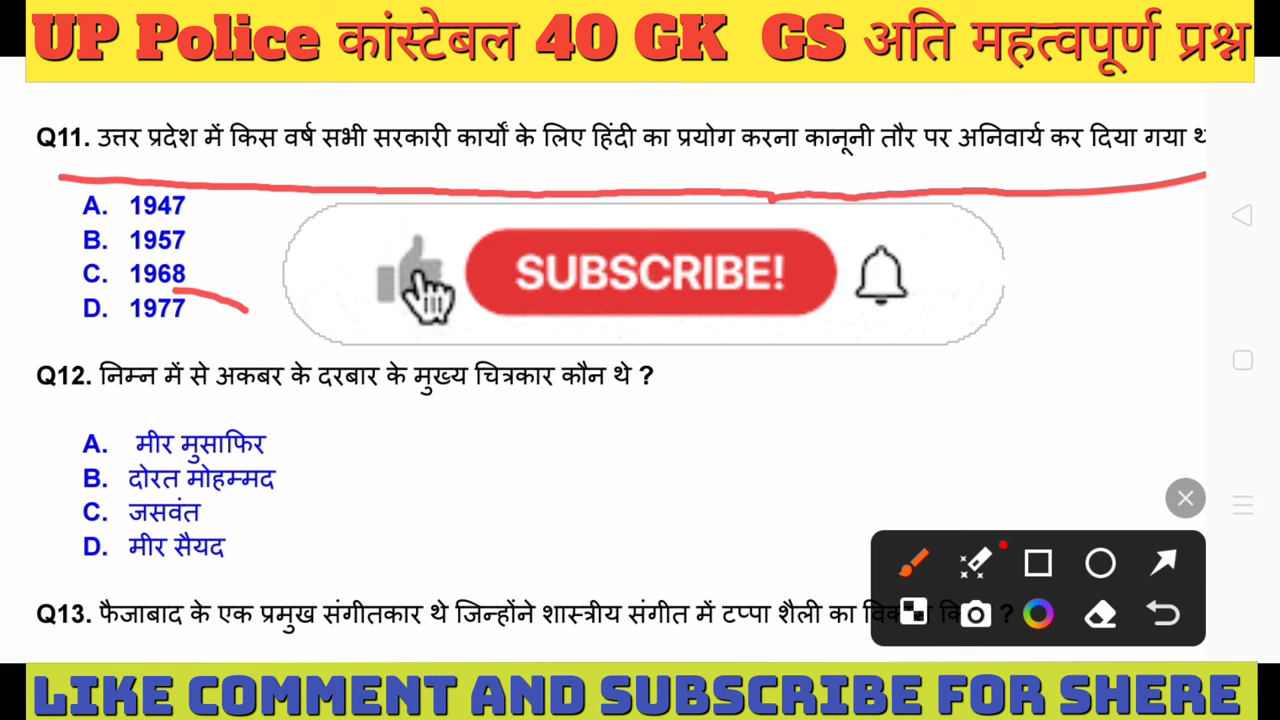 UP Police कांस्टेबल 40 GK GS अति महत्वपूर्ण प्रश्न
Q11. उत्तर प्रदेश में किस वर्ष सभी सरकारी कार्यों के लिए हिंदी का प्रयोग करना कानूनी तौर पर अनिवार्य कर दिया गया
A. 1947
B. 1957
C. 1968
D. 1977
SUBSCRIBE!
Q12. निम्न में से अकबर के दरबार के मुख्य चित्रकार कौन थे ?
A. मीर मुसाफिर
B. दोरत मोहम्मद
C. जसवंत
D. मीर सैयद
Q13. फैजाबाद के एक प्रमुख संगीतकार थे जिन्होंने शास्त्रीय संगीत में टप्पा शैली का ?
LIKE COMMENT AND SUBSCRIBE FOR SHERE